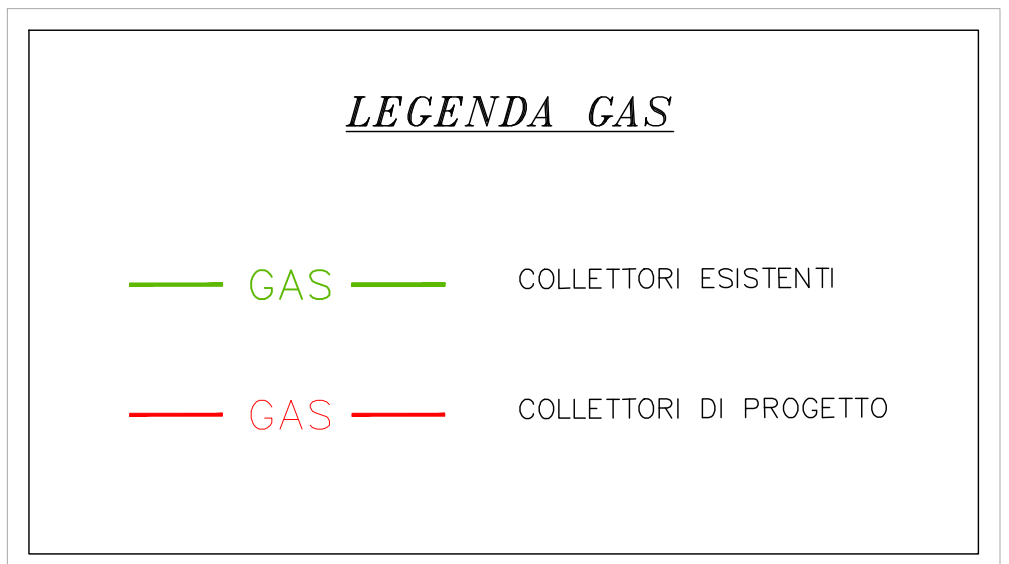 LEGENDA GAS
GAS COLLETTORI ESISTENTI
GAS COLLETTORI DI PROGETTO